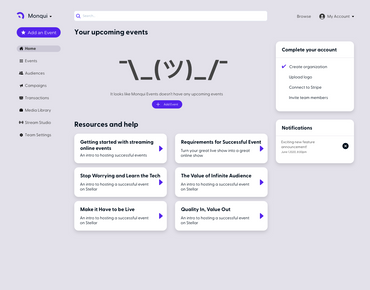 Monqui
Search
Browse
My Account
Add an Event
Home
Events
Audiences
Campaigns
Transactions
Media Library
Stream Studio
Team Settings
Your upcoming events
¯\_(ツ)_/¯
It looks like Monqui Events doesn't have any upcoming events.
Add Event
Resources and help
Getting started with streaming
online events
An intro to hosting successful events
Requirements for Successful Event
Turn your great live show into a great
online show.
Stop Worrying and Learn the Tech
An intro to hosting a successful event
on Stellar
The Value of Infinite Audience
An intro to hosting a successful event
on Stellar
Make it Have to be Live
An intro to hosting a successful event
on Stellar
Quality In, Value Out
An intro to hosting a successful event
on Stellar
Complete your account
Create organization
Upload logo
Connect to Stripe
Invite team members
Notifications
Exciting new feature
announcement!